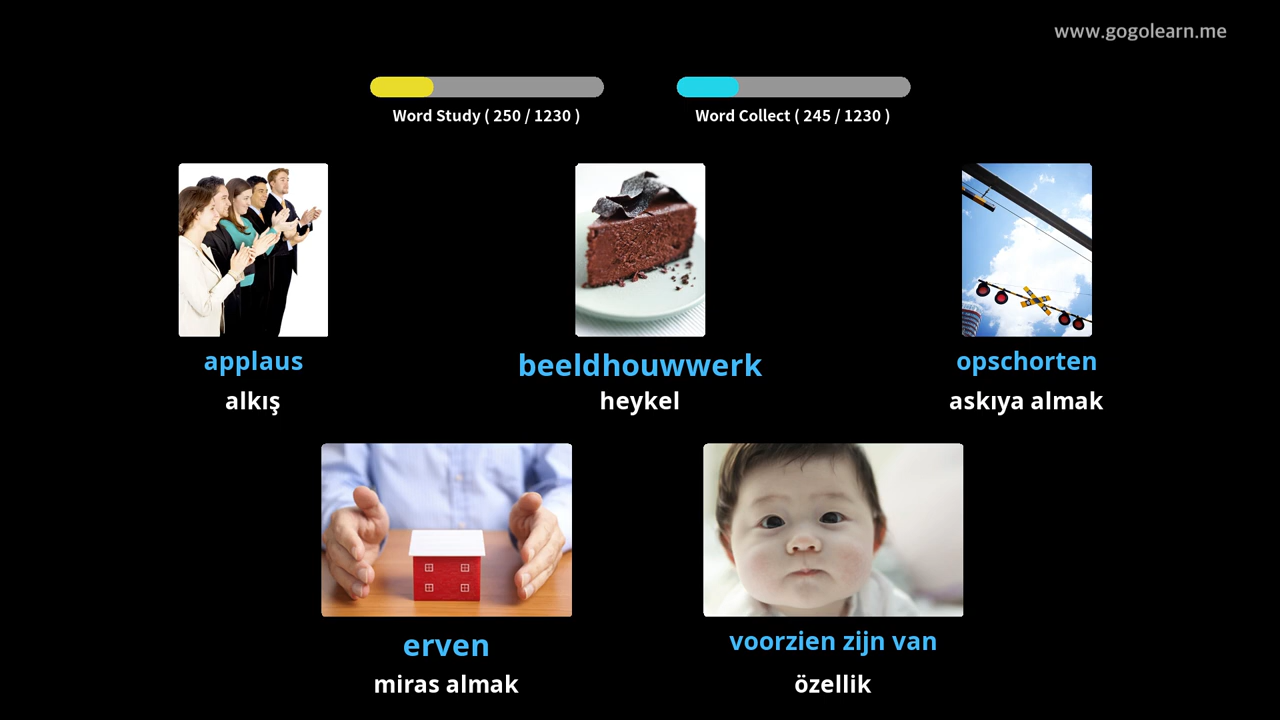 www.gogolearn.me
Word Study ( 250 / 1230 )
Word Collect ( 245 / 1230 )
applaus
alkış
beeldhouwwerk
heykel
opschorten
askıya almak
erven
miras almak
voorzien zijn van
özellik